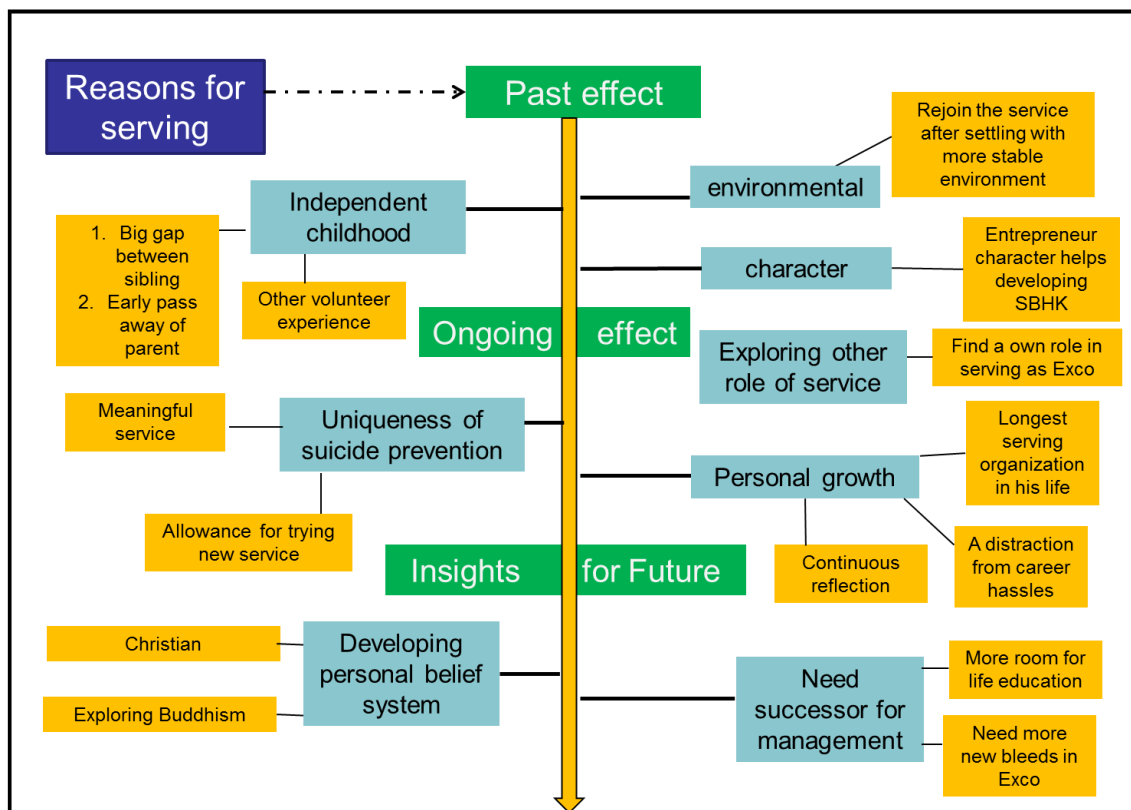 Reasons for
serving
Past effect
Rejoin the service
after settling with
more stable
environment
environmental
Independent
childhood
1. Big gap
between
sibling
2. Early pass
away of
parent
Other volunteer
experience
character
Entrepreneur
character helps
developing
SBHK
Ongoing effect
Exploring other
role of service
Find a own role in
serving as Exco
Meaningful
service
Uniqueness of
suicide prevention
Allowance for trying
new service
Personal growth
Longest
serving
organization
in his life
Continuous
reflection
A distraction
from career
hassles
Insights for Future
Christian
Developing
personal belief
system
Exploring Buddhism
Need
successor for
management
More room for
life education
Need more
new bleeds in
Exco